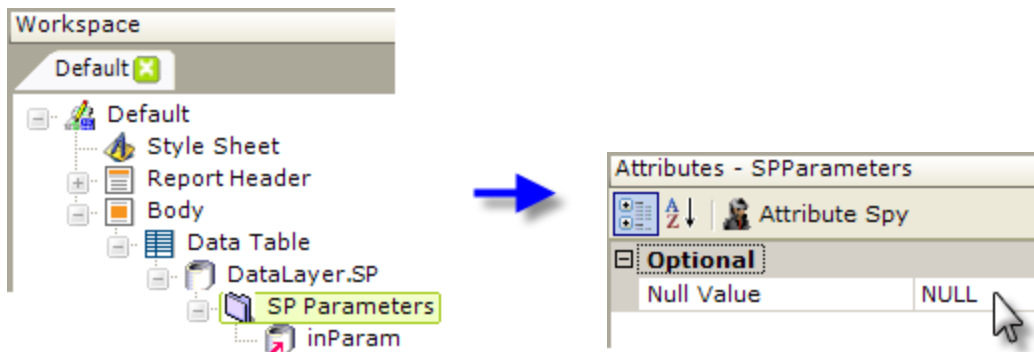 Workspace
Default
Default
Style Sheet
Report Header
Body
Data Table
DataLayer.SP
SP Parameters
inParam
Attributes - SPParameters
A Z Attribute Spy
Optional
Null Value NULL